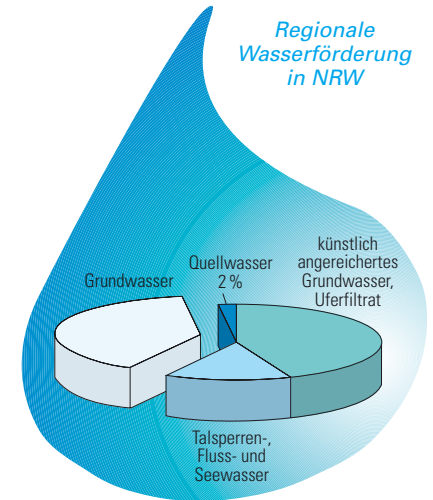 Regionale
Wasserförderung
in NRW
Grundwasser
Quellwasser
2 %
künstlich
angereichertes
Grundwasser,
Uferfiltrat
Talsperren-,
Fluss- und
Seewasser